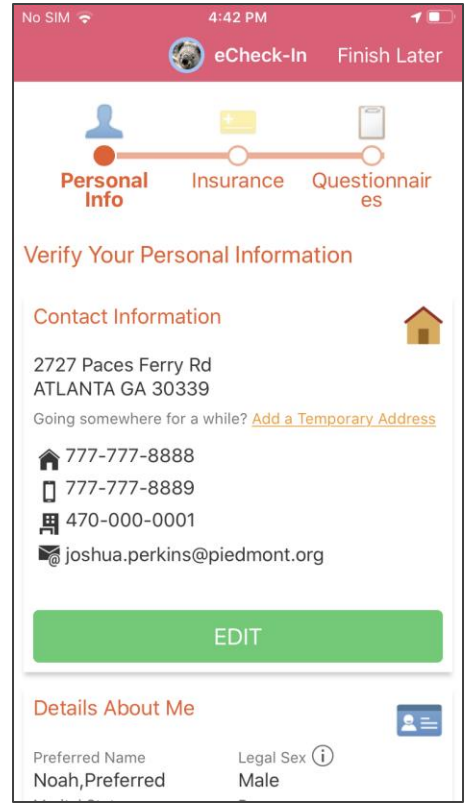 No SIM 4:42 PM
eCheck-In Finish Later
Personal Info
Insurance
Questionnair
es
Verify Your Personal Information
Contact Information
2727 Paces Ferry Rd
ATLANTA GA 30339
Going somewhere for a while? Add a Temporary Address
777-777-8888
777-777-8889
470-000-0001
joshua.perkins@piedmont.org
EDIT
Details About Me
Preferred Name Legal Sex
Noah,Preferred Male